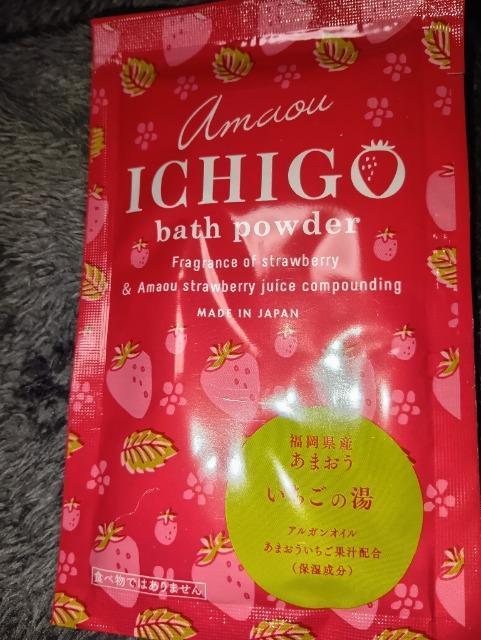 Amaou
ICHIGO
bath powder
Fragrance of strawberry
& Amaou strawberry juice compounding
MADE IN JAPAN
福岡県産
あまおう
いちごの湯
アルガンオイル
あまおういちご果汁配合
（保湿成分）
食べ物ではありません